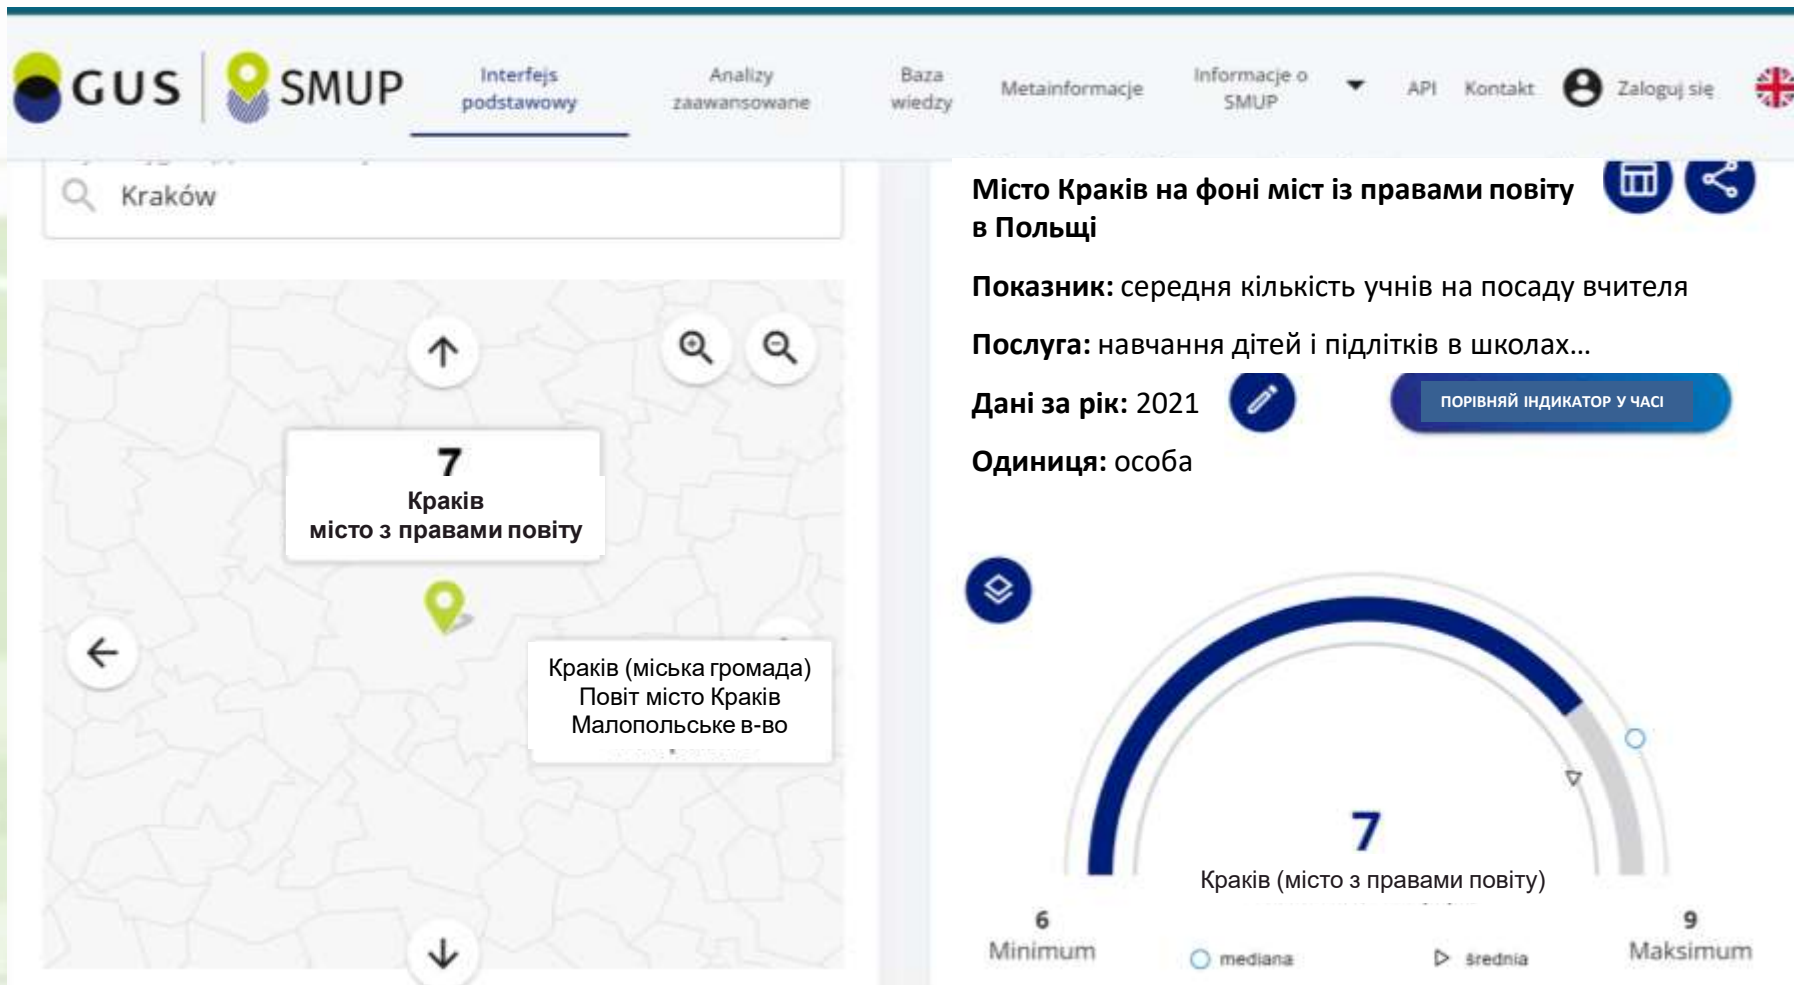 GUS SMUP
Interfejs podstawowy
Analizy zaawansowane
Baza wiedzy
Metainformacje
Informacje o SMUP
API
Kontakt
Zaloguj się
Kraków
7
Краків
місто з правами повіту
Краків (міська громада)
Повіт місто Краків
Малопольське в-во
Місто Краків на фоні міст із правами повіту
в Польщі
Показник: середня кількість учнів на посаду вчителя
Послуга: навчання дітей і підлітків в школах...
Дані за рік: 2021
ПОРІВНЯЙ ІНДИКАТОР У ЧАСІ
Одиниця: особа
7
Краків (місто з правами повіту)
6
Minimum
mediana
średnia
9
Maksimum